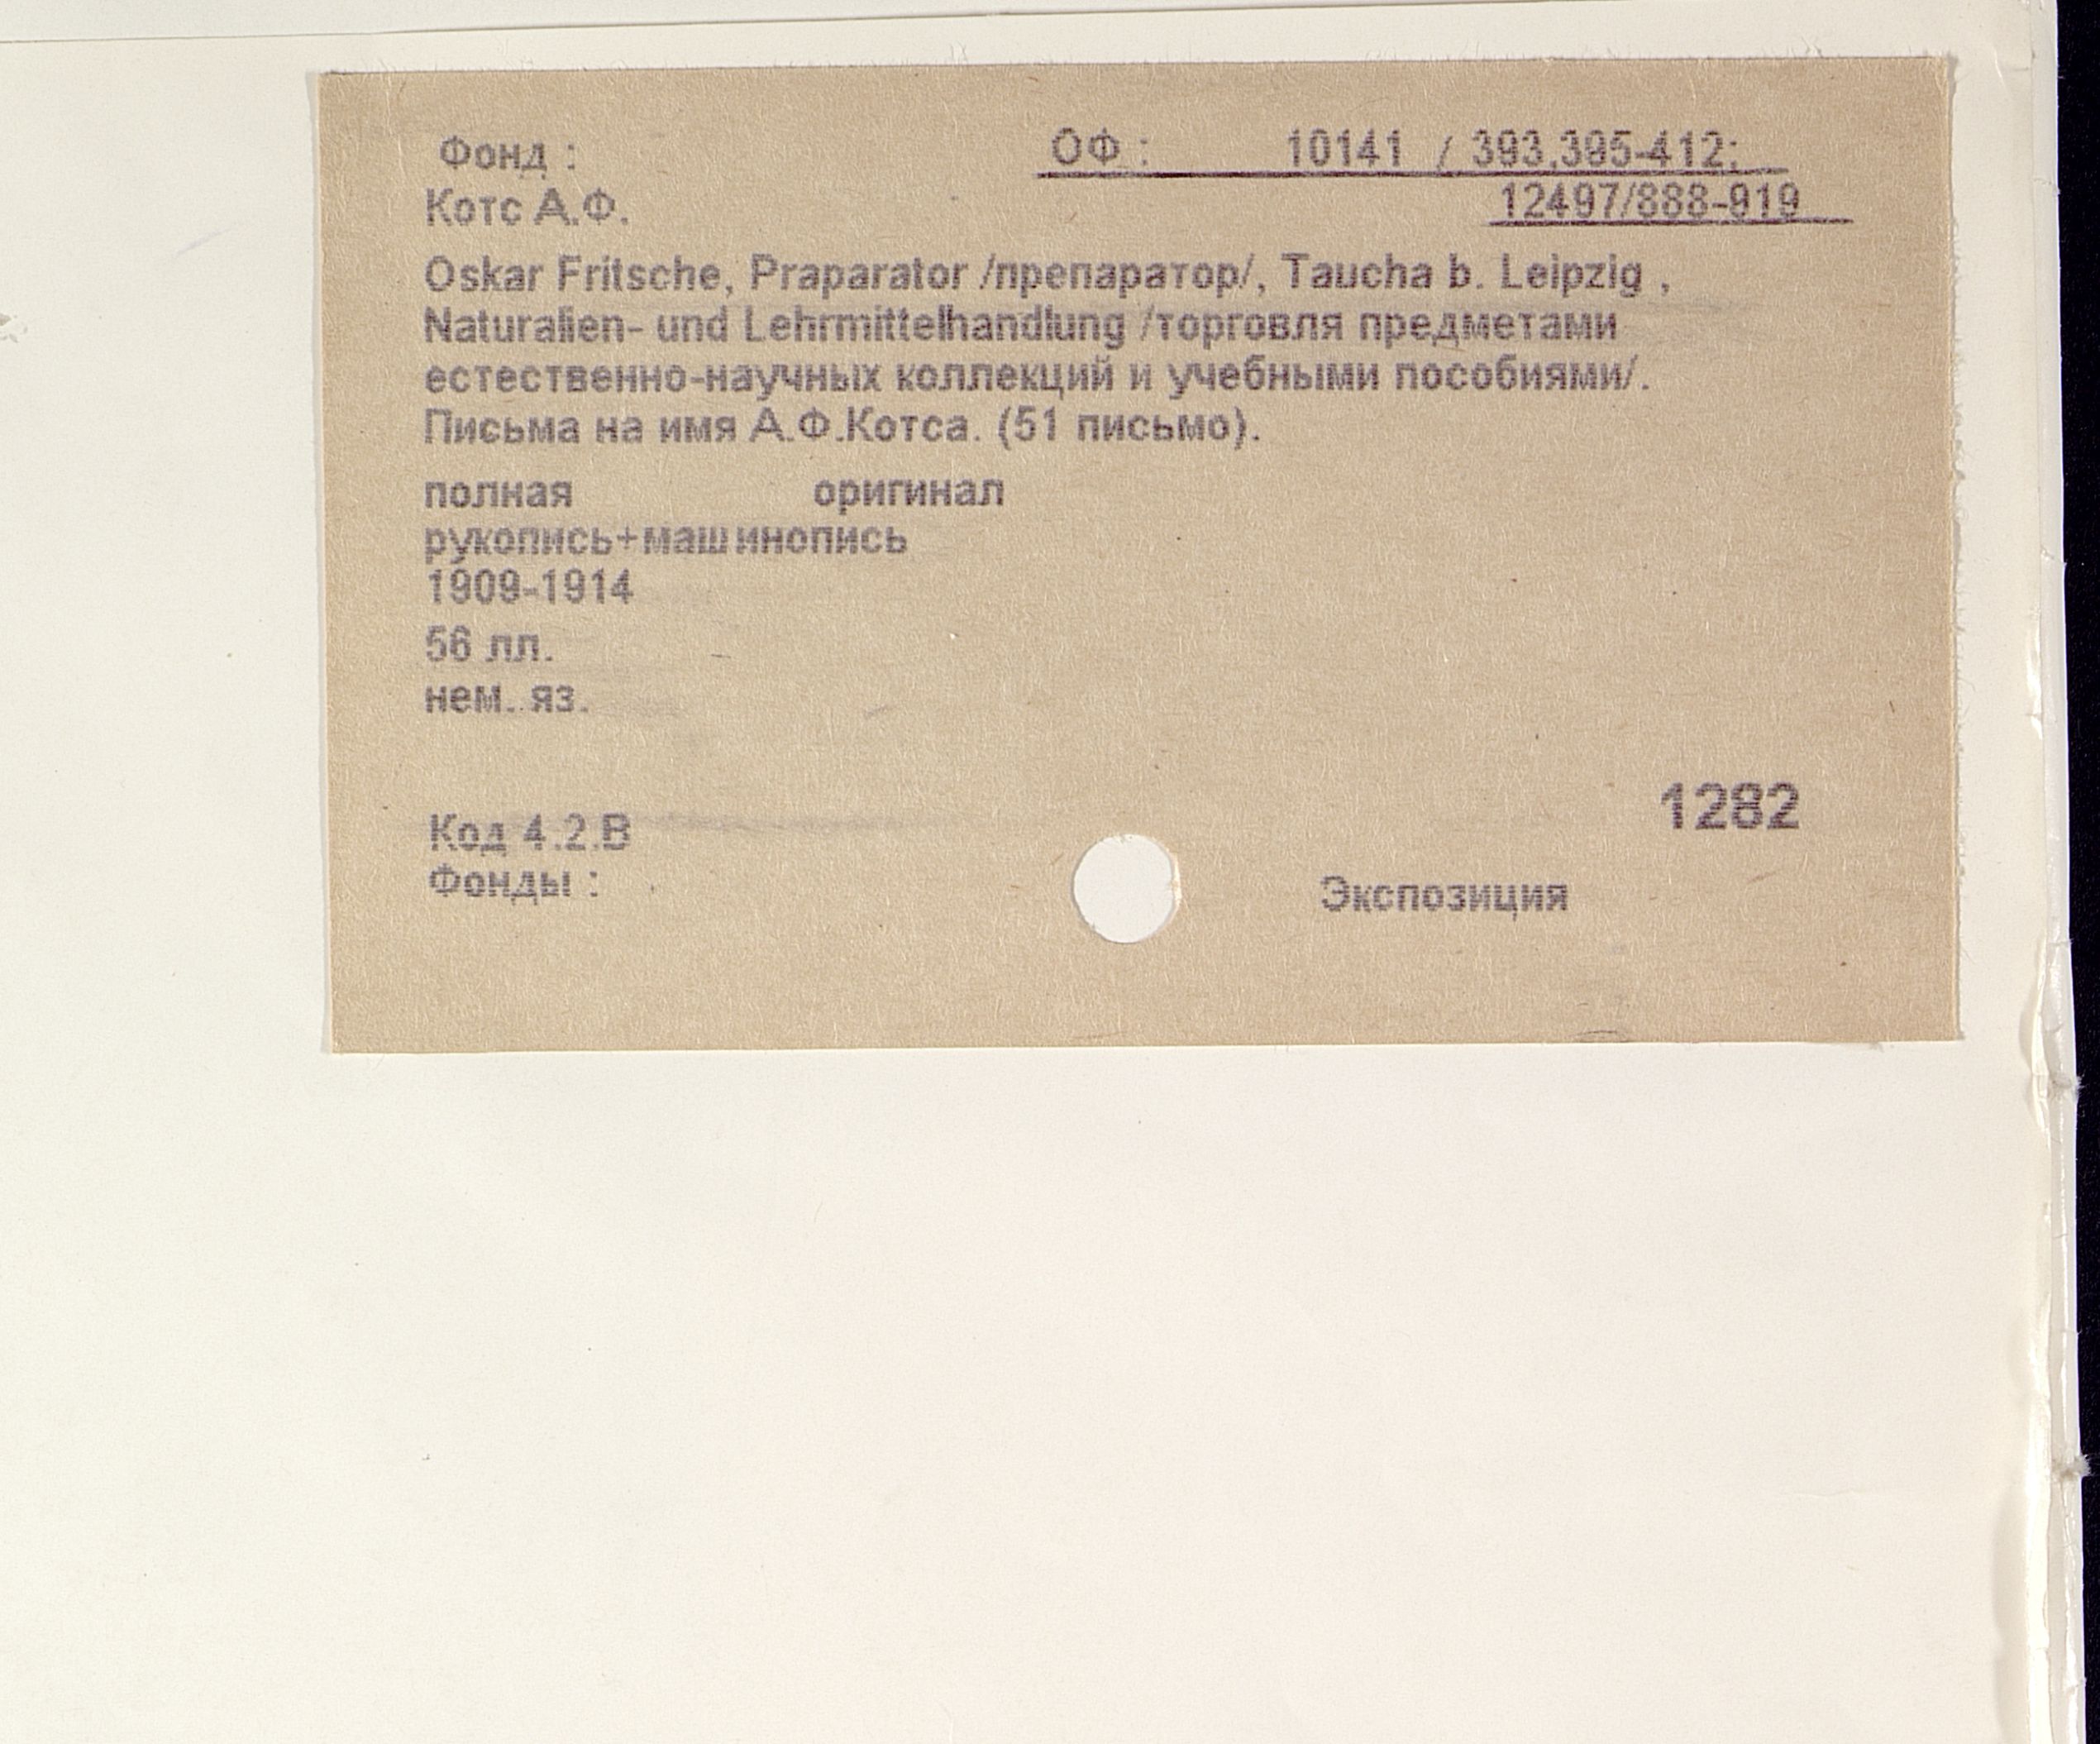 Фонд :
ОФ : 10141 / 393,395-412;
Котс А.Ф.
12497/888-919
Oskar Fritsche, Praparator /препаратор/, Taucha b. Leipzig ,
Naturalien- und Lehrmittelhandlung /торговля предметами
естественно-научных коллекций и учебными пособиями/.
Письма на имя А.Ф.Котса. (51 письмо).
полная оригинал
рукопись+машинопись
1909-1914
56 лл.
нем. яз.
1282
Код 4.2.В
Фонды :
Экспозиция